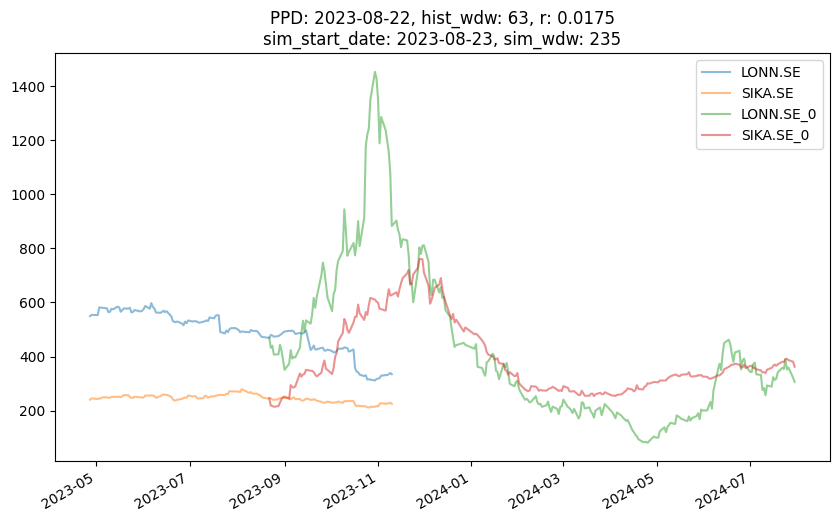 PPD: 2023-08-22, hist_wdw: 63, r: 0.0175
sim_start_date: 2023-08-23, sim_wdw: 235
LONN.SE
SIKA.SE
LONN.SE_0
SIKA.SE_0
1400
1200
1000
800
600
400
200
2023-05
2023-07
2023-09
2023-11
2024-01
2024-03
2024-05
2024-07